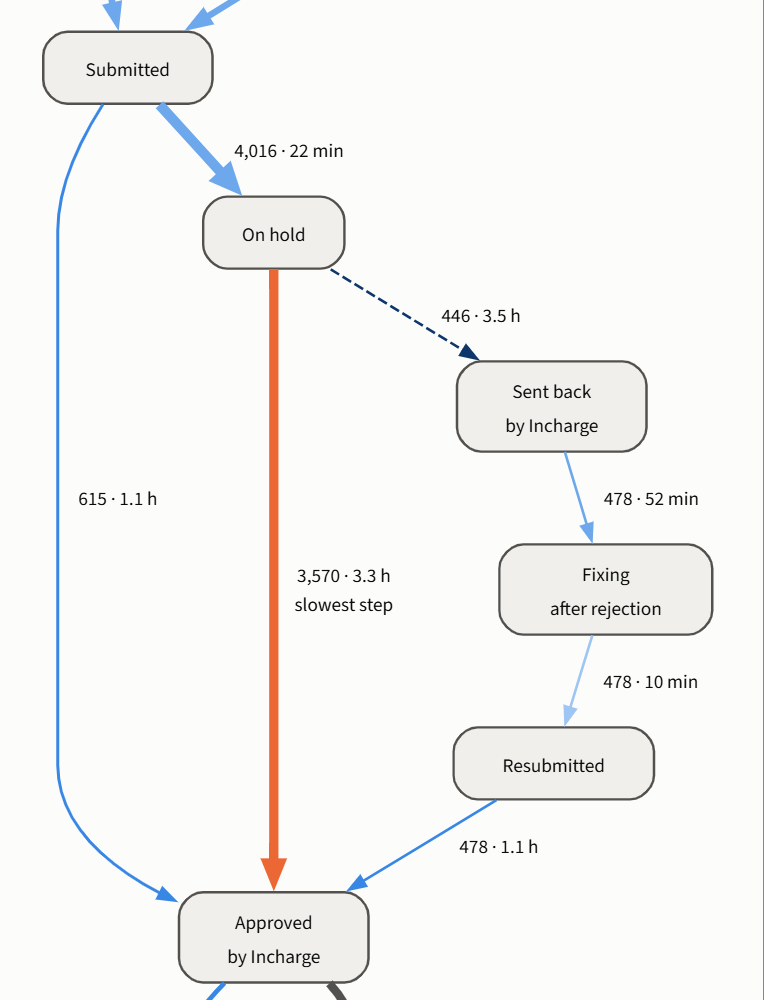 Submitted
4,016 · 22 min
On hold
446 · 3.5 h
Sent back
by Incharge
615 · 1.1 h
478 · 52 min
3,570 · 3.3 h
slowest step
Fixing
after rejection
478 · 10 min
Resubmitted
478 · 1.1 h
Approved
by Incharge